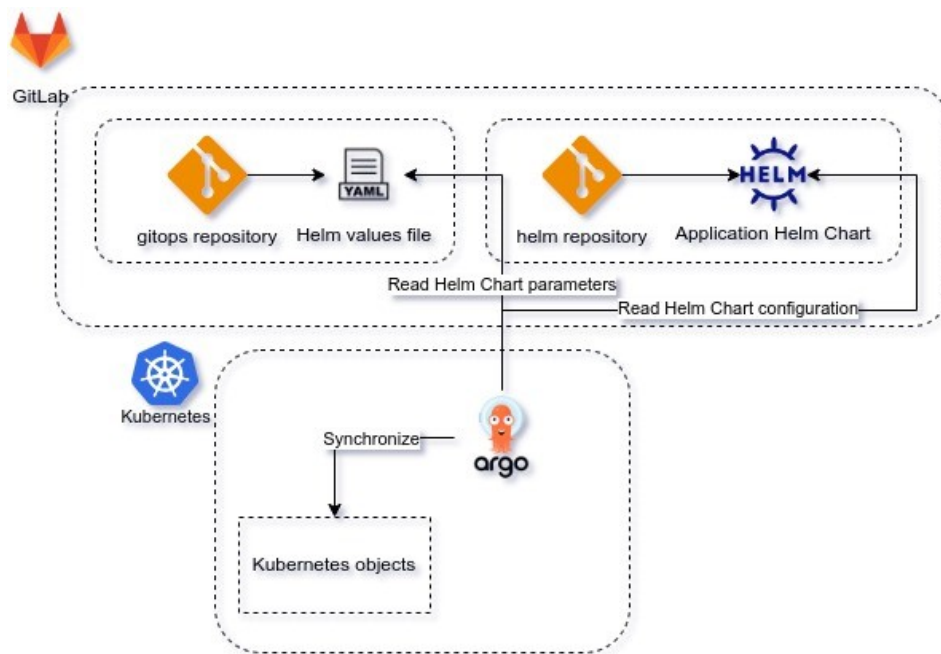 GitLab
YAML
HELM
gitops repository
Helm values file
helm repository
Application Helm Chart
Read Helm Chart parameters
Read Helm Chart configuration
Kubernetes
Synchronize
argo
Kubernetes objects